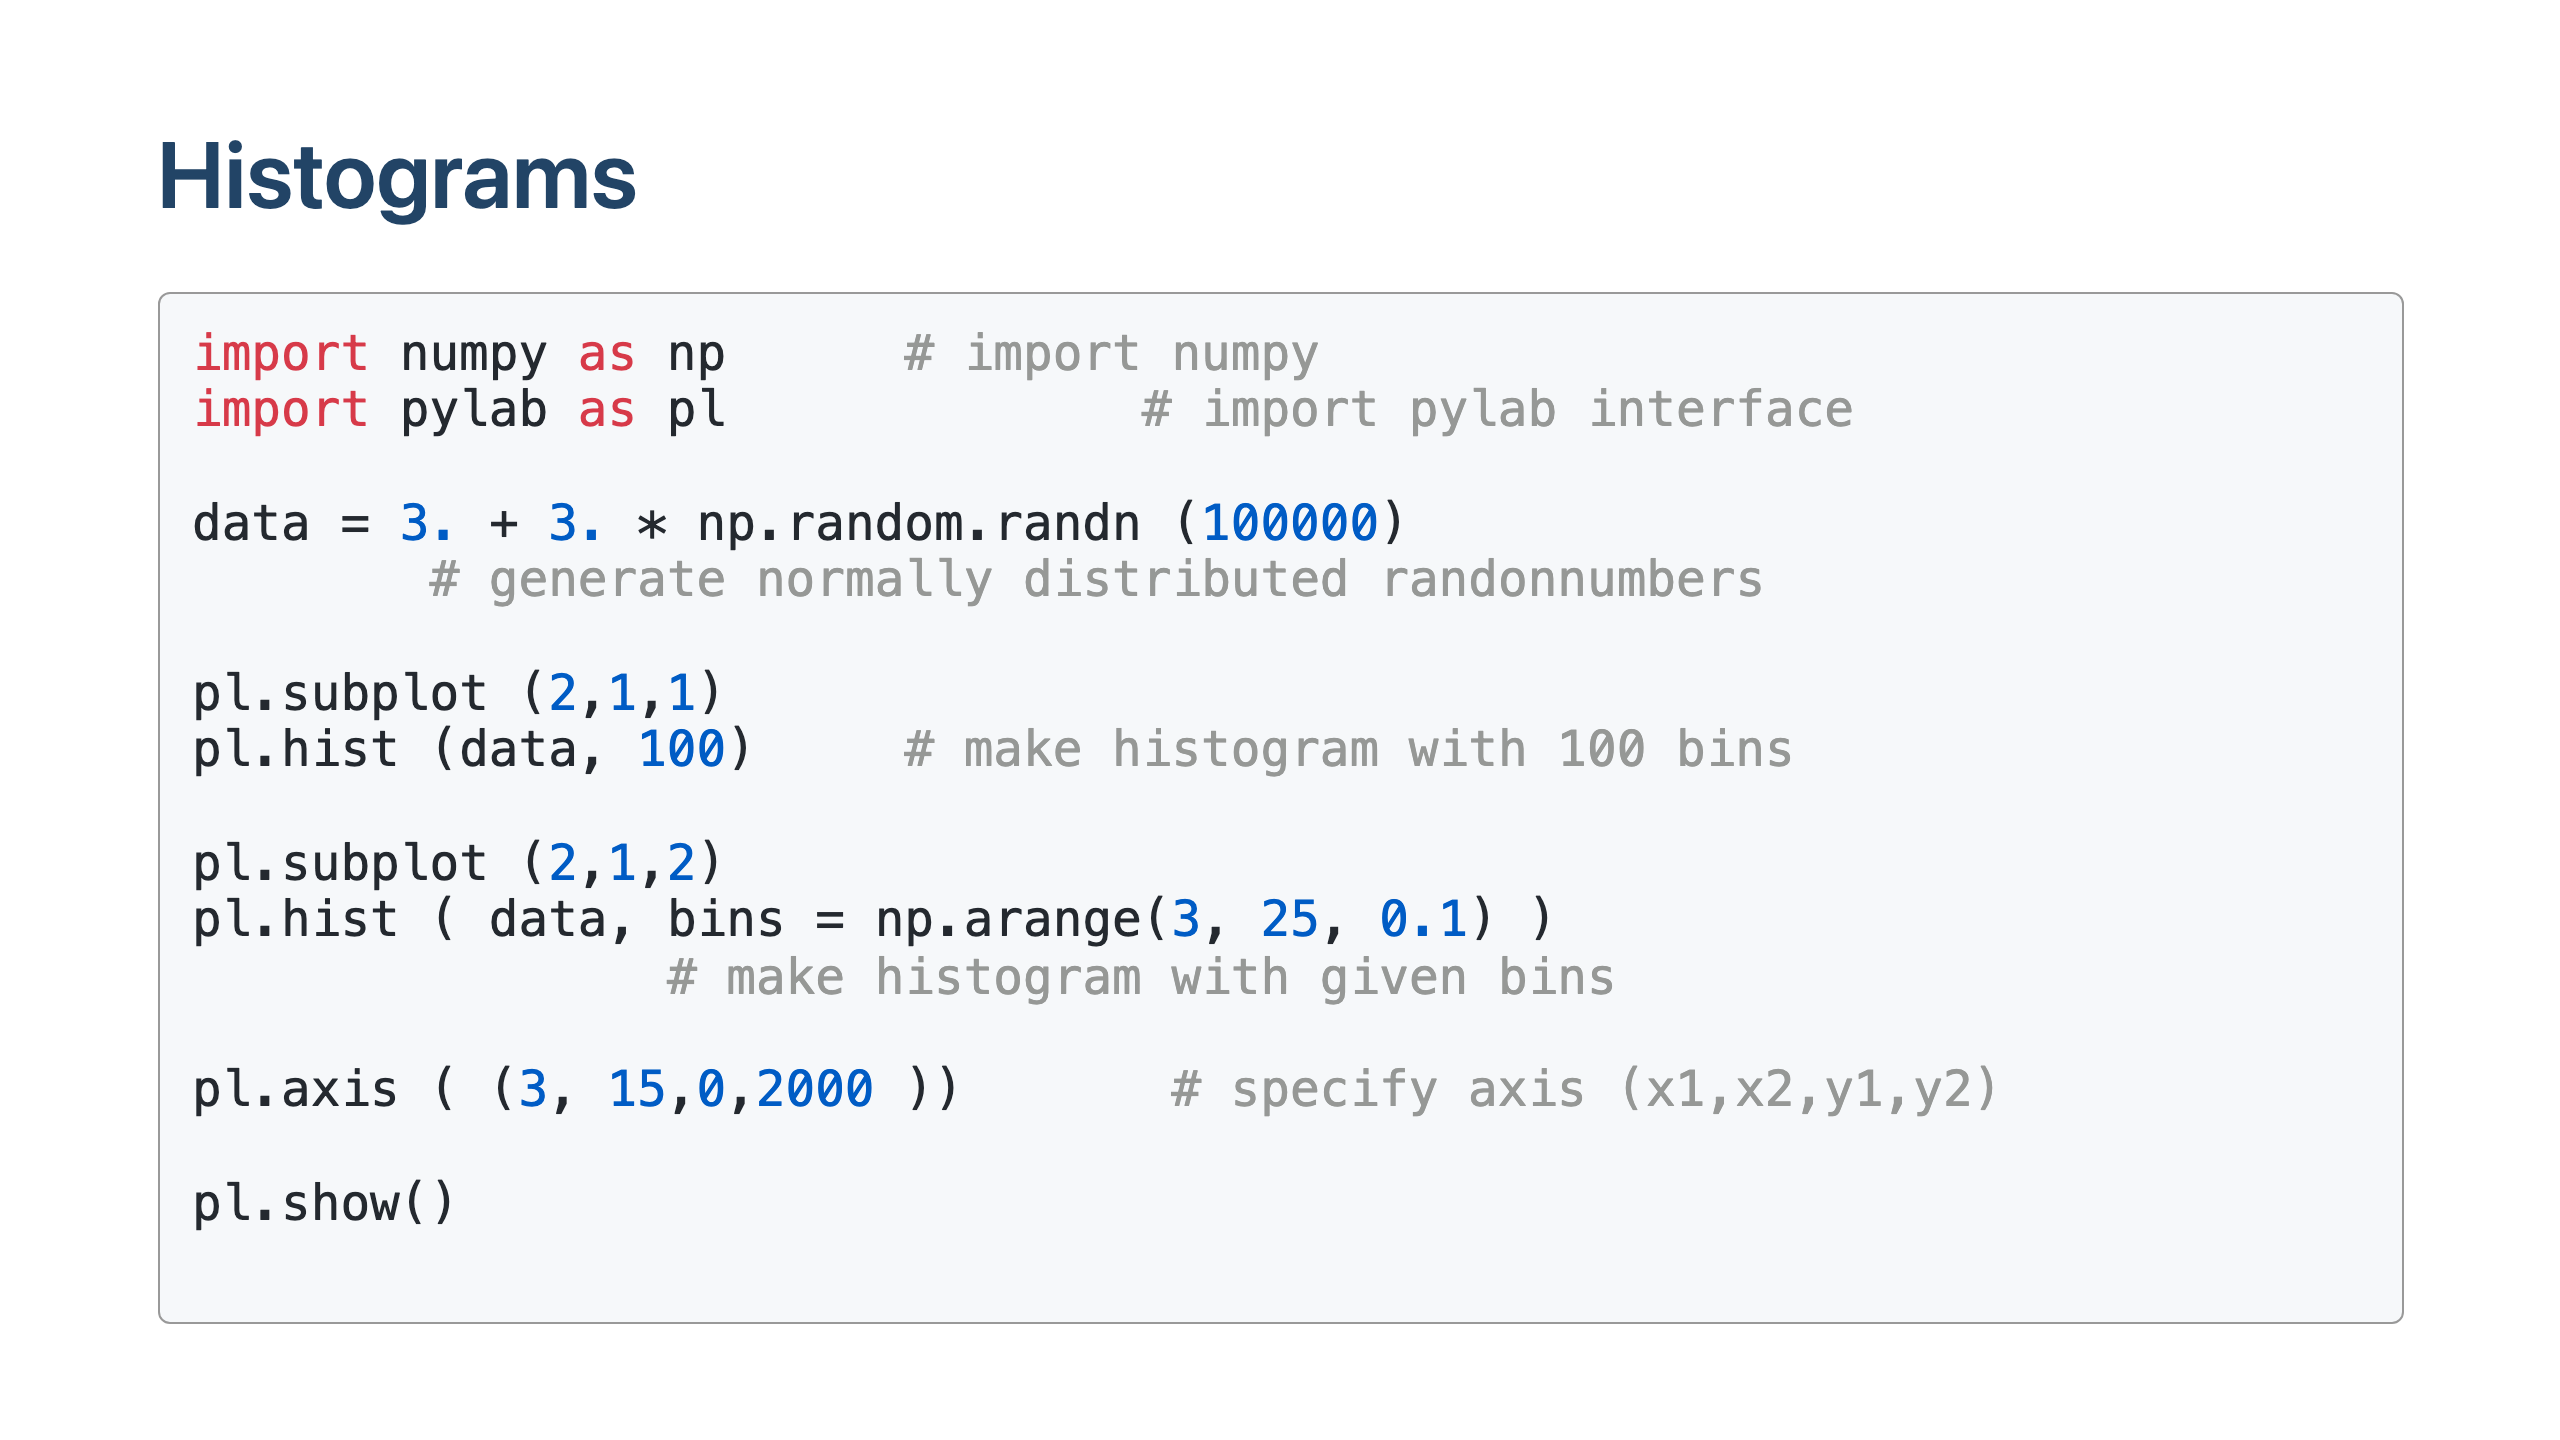 Histograms
import numpy as np      # import numpy
import pylab as pl              # import pylab interface
data = 3. + 3. * np.random.randn (100000)
        # generate normally distributed randonnumbers
pl.subplot (2,1,1)
pl.hist (data, 100)     # make histogram with 100 bins
pl.subplot (2,1,2)
pl.hist ( data, bins = np.arange(3, 25, 0.1) )
                # make histogram with given bins
pl.axis ( (3, 15,0,2000 ))       # specify axis (x1,x2,y1,y2)
pl.show()